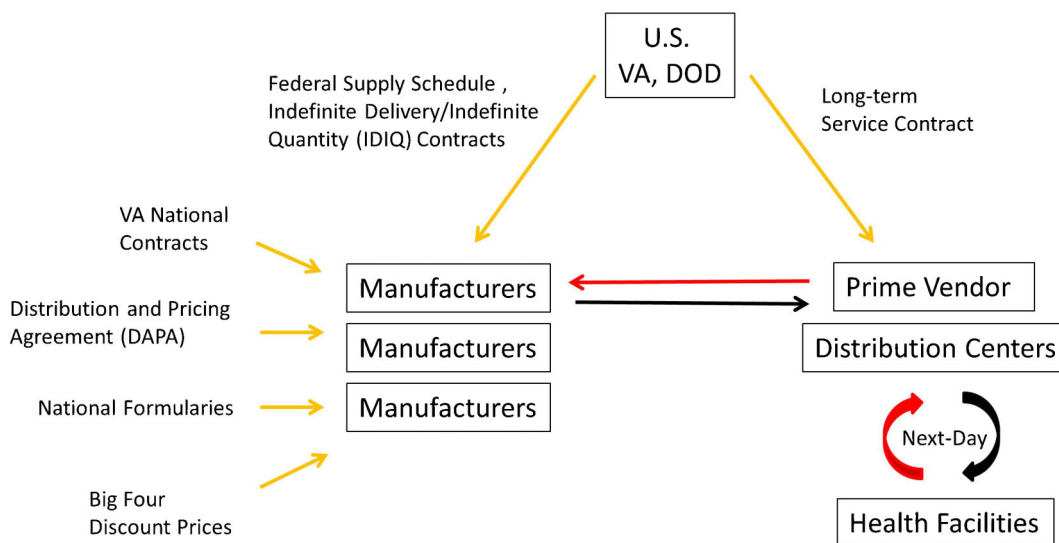 U.S.
VA, DOD
Federal Supply Schedule ,
Indefinite Delivery/Indefinite
Quantity (IDIQ) Contracts
Long-term
Service Contract
VA National
Contracts
Distribution and Pricing
Agreement (DAPA)
National Formularies
Big Four
Discount Prices
Manufacturers
Manufacturers
Manufacturers
Prime Vendor
Distribution Centers
Next-Day
Health Facilities